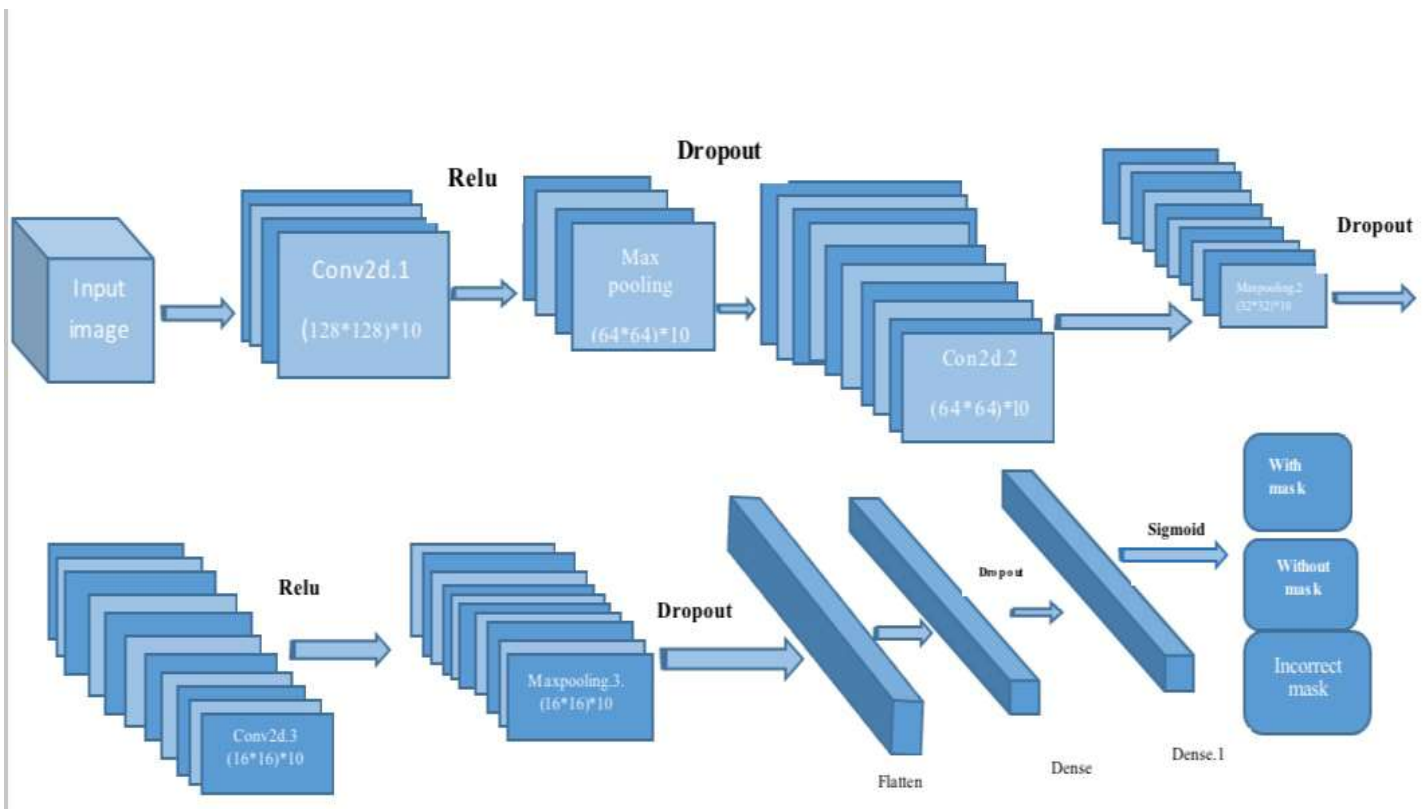 Input
image
Conv2d.1
(128*128)*10
Relu
Max
pooling
(64*64)*10
Dropout
Con2d.2
(64*64)*10
Maxpooling.2
(32*32)*10
Dropout
Conv2d.3
(16*16)*10
Relu
Maxpooling.3.
(16*16)*10
Dropout
Flatten
Dense
Dropout
Dense.1
Sigmoid
With
mask
Without
mask
Incorrect
mask